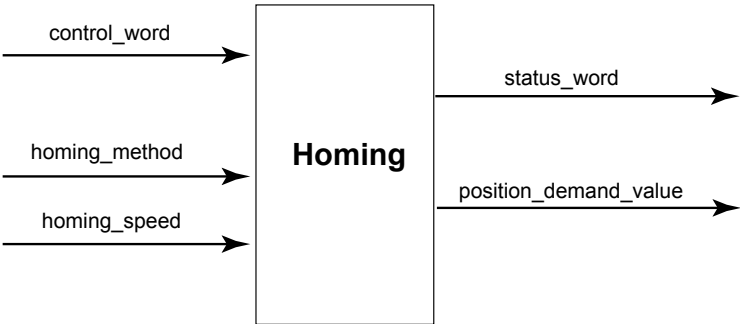 control_word
status_word
homing_method
Homing
position_demand_value
homing_speed